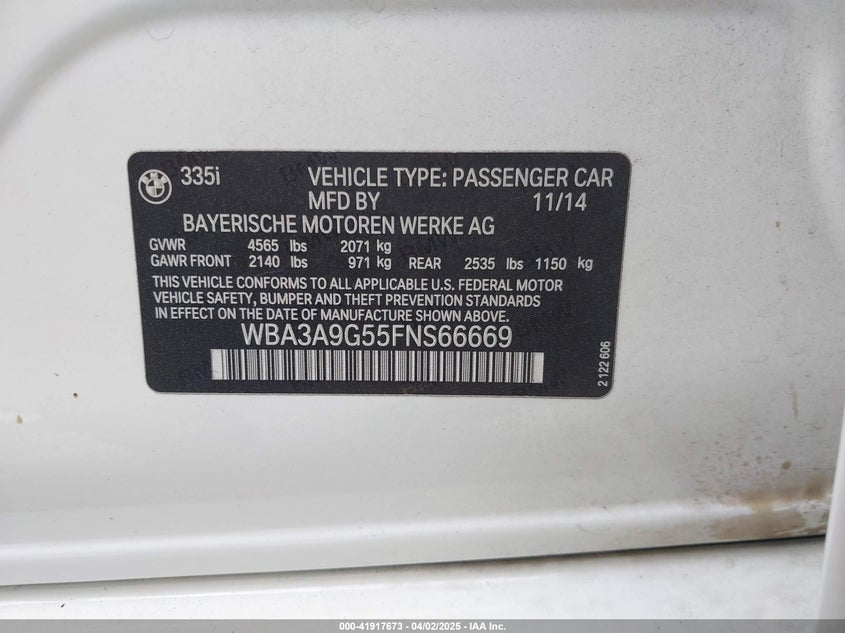 335i VEHICLE TYPE: PASSENGER CAR
MFD BY 11/14
BAYERISCHE MOTOREN WERKE AG
GVWR 4565 lbs 2071 kg
GAWR FRONT 2140 lbs 971 kg REAR 2535 lbs 1150 kg
THIS VEHICLE CONFORMS TO ALL APPLICABLE U.S. FEDERAL MOTOR
VEHICLE SAFETY, BUMPER AND THEFT PREVENTION STANDARDS
IN EFFECT ON THE DATE OF MANUFACTURE SHOWN ABOVE.
WBA3A9G55FNS66669
2 122 606
000-41917673 - 04/02/2025 - IAA Inc.